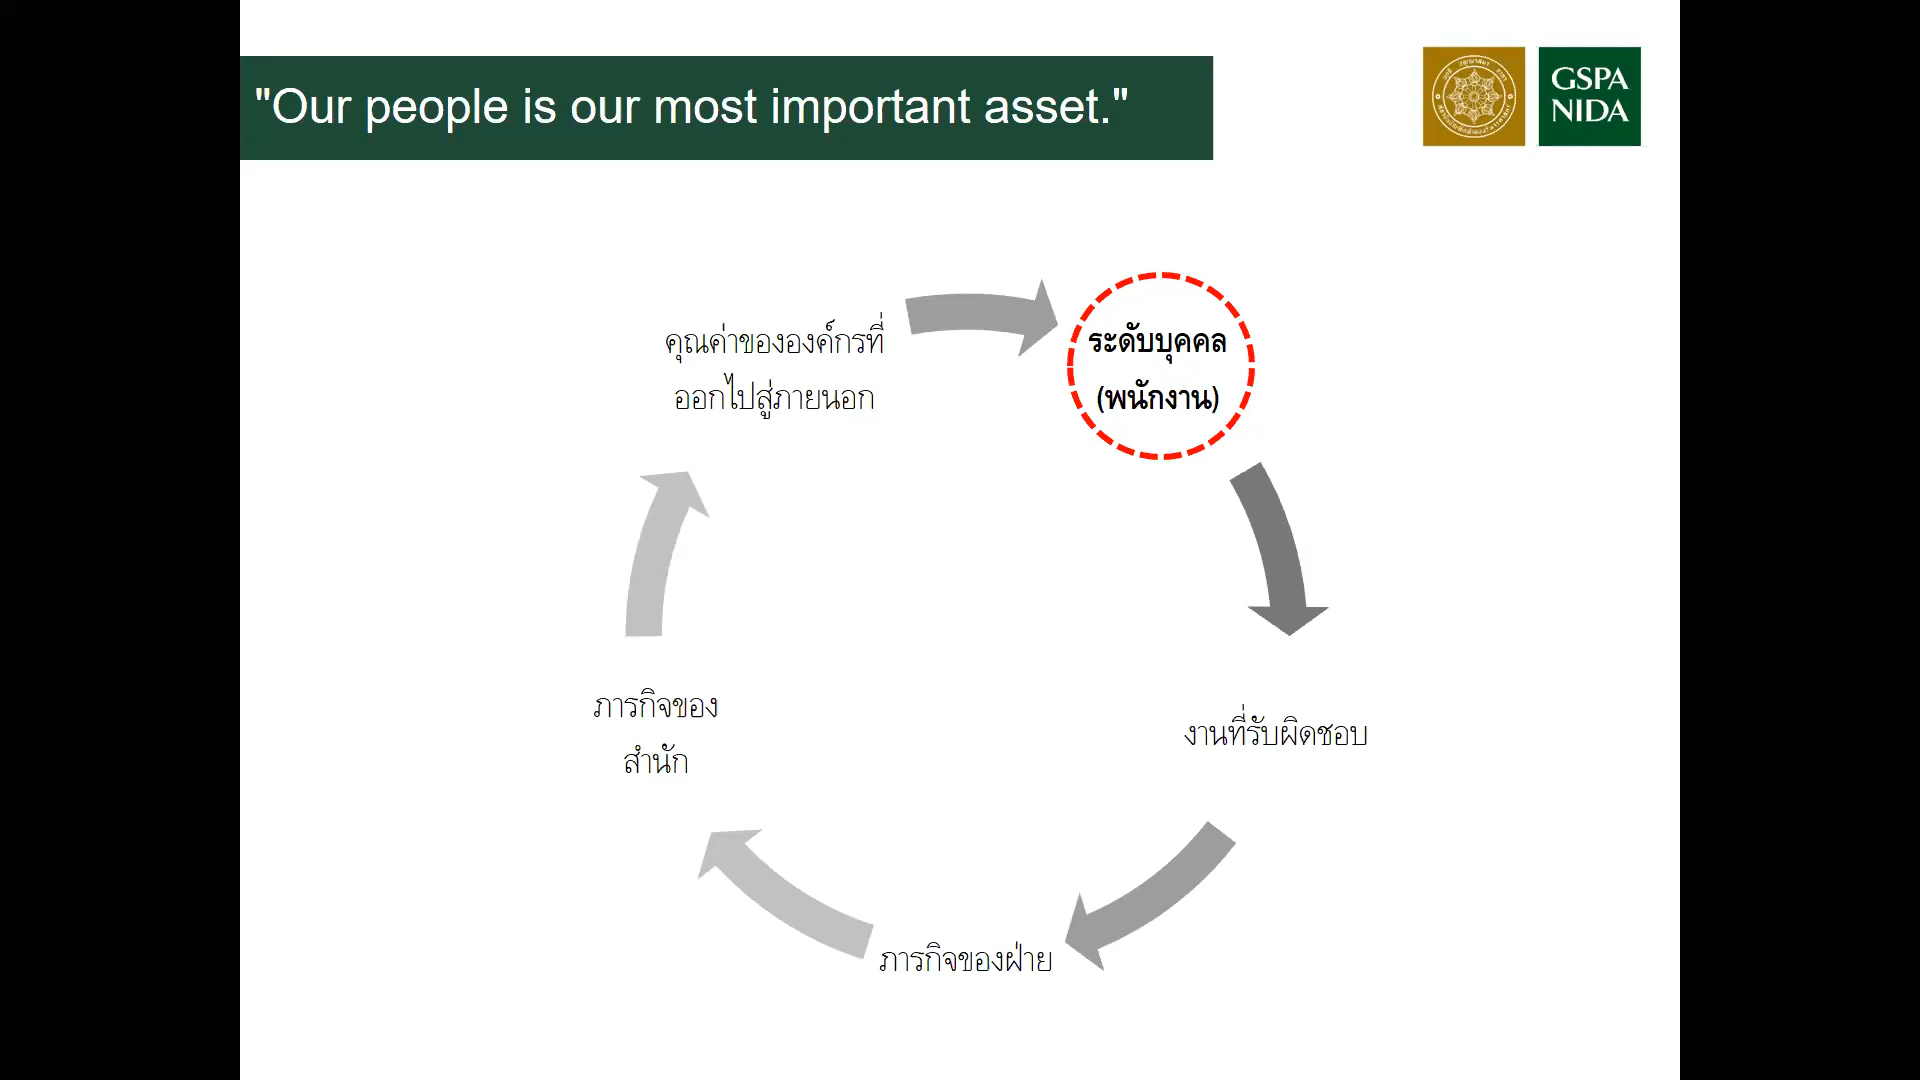 "Our people is our most important asset."
GSPA
NIDA
คุณค่าขององค์กรที่
ออกไปสู่ภายนอก
ระดับบุคคล
(พนักงาน)
งานที่รับผิดชอบ
ภารกิจของฝ่าย
ภารกิจของ
สำนัก